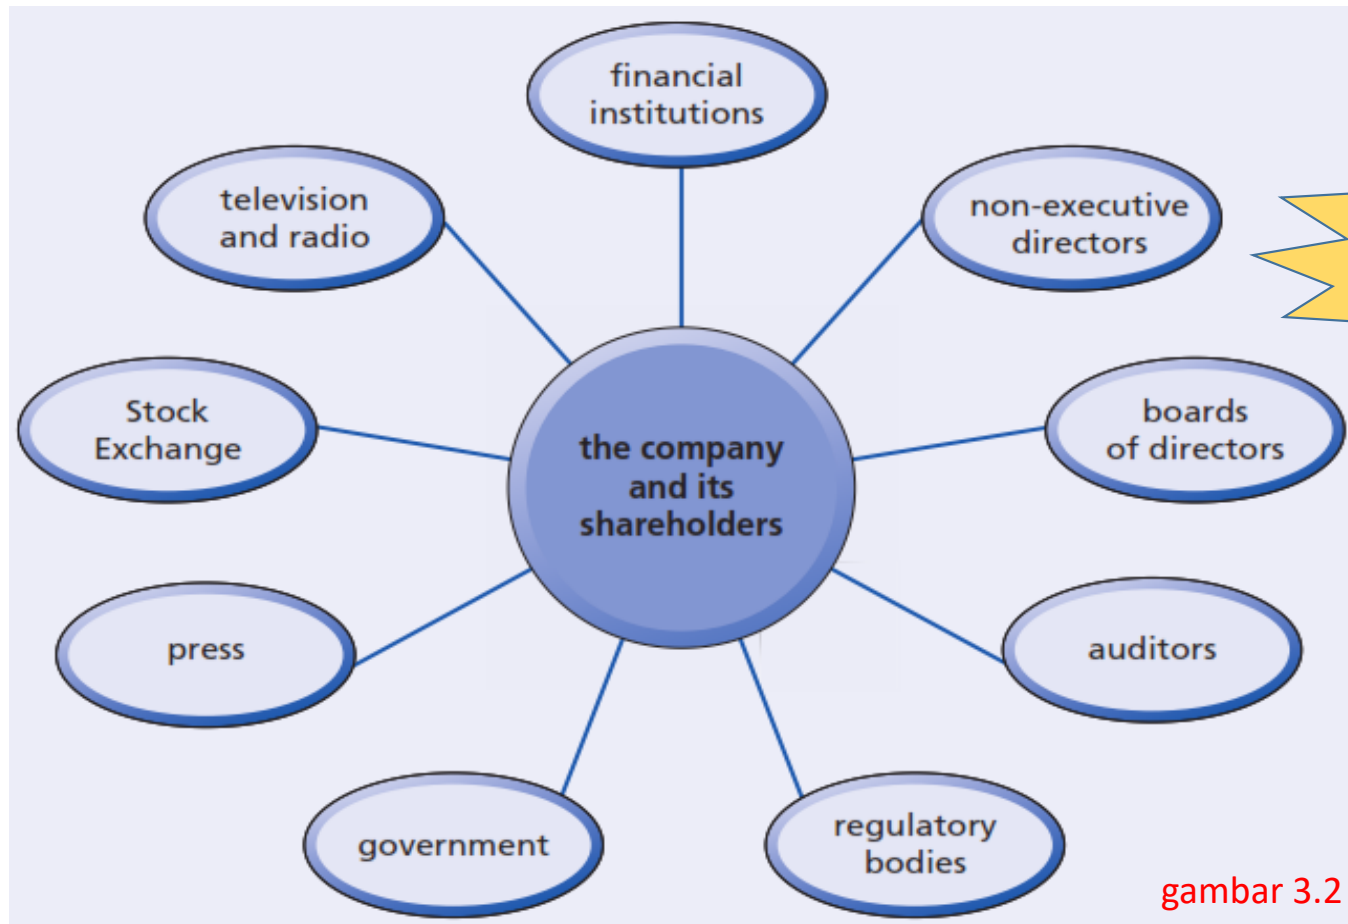 financial
institutions
television
and radio
non-executive
directors
Stock
Exchange
the company
and its
shareholders
boards
of directors
press
auditors
government
regulatory
bodies
gambar 3.2